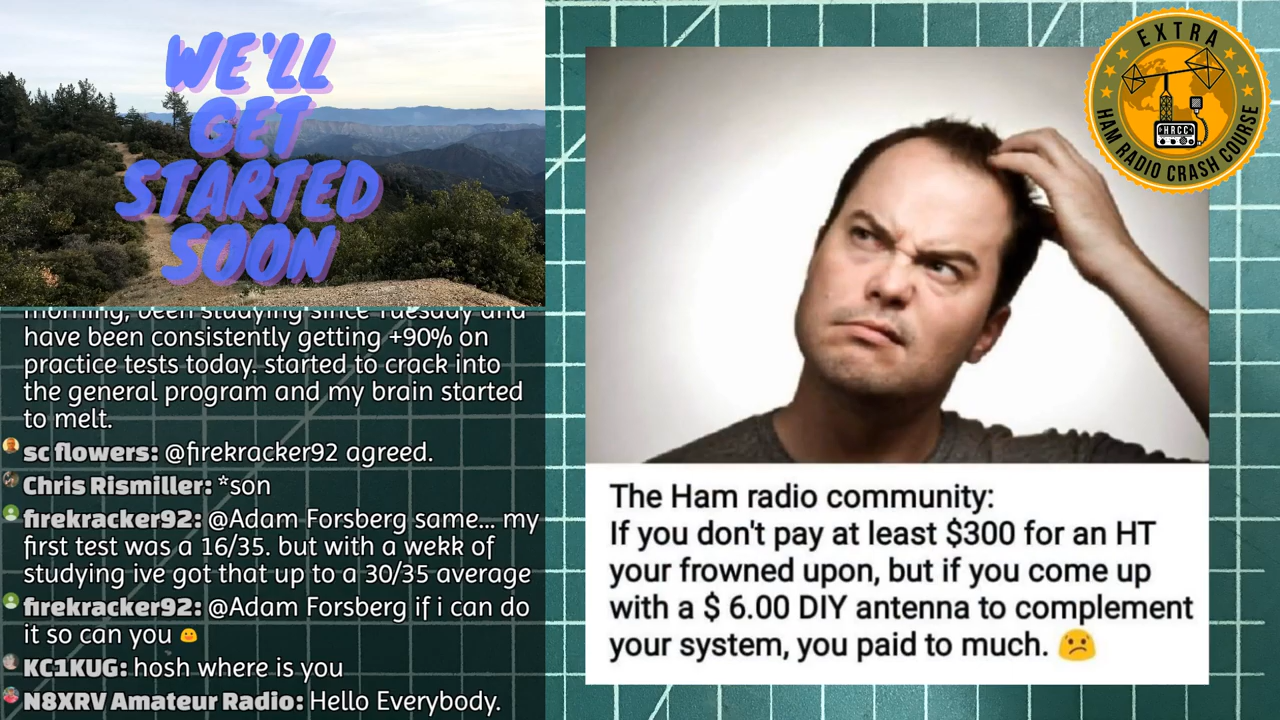 WE'LL
GET
STARTED
SOON
morning, been studying since Tuesday and
have been consistently getting +90% on
practice tests today. started to crack into
the general program and my brain started
to melt.
sc flowers: @firekracker92 agreed.
Chris Rismiller: *son
firekracker92: @Adam Forsberg same... my
first test was a 16/35. but with a wekk of
studying ive got that up to a 30/35 average
firekracker92: @Adam Forsberg if i can do
it so can you
KC1KUG: hosh where is you
N8XRV Amateur Radio: Hello Everybody.
EXTRA
HRCC
HAM RADIO CRASH COURSE
The Ham radio community:
If you don't pay at least $300 for an HT
your frowned upon, but if you come up
with a $ 6.00 DIY antenna to complement
your system, you paid to much.